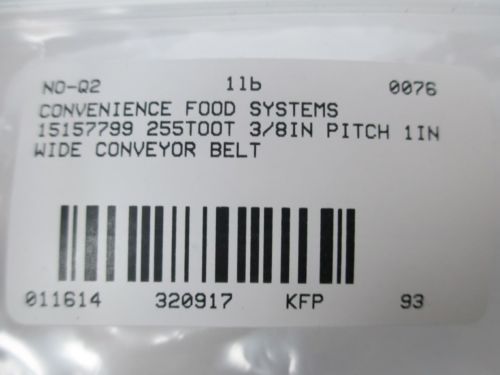 NO-Q2 1lb 0076
CONVENIENCE FOOD SYSTEMS
15157799 255TOOT 3/8IN PITCH 1IN
WIDE CONVEYOR BELT
011614 320917 KFP 93